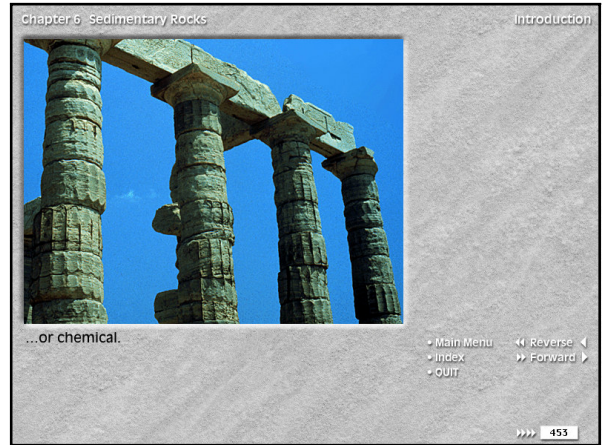 Chapter 6 Sedimentary Rocks
Introduction
...or chemical.
• Main Menu
Reverse
• Index
Forward
• QUIT
453